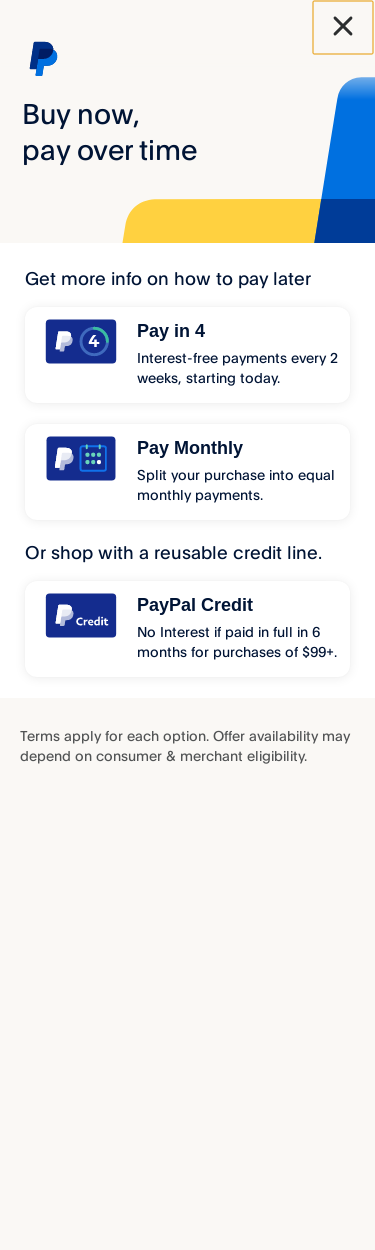 Buy now,
pay over time
Get more info on how to pay later
4
Pay in 4
Interest-free payments every 2
weeks, starting today.
Pay Monthly
Split your purchase into equal
monthly payments.
Or shop with a reusable credit line.
Credit
PayPal Credit
No Interest if paid in full in 6
months for purchases of $99+.
Terms apply for each option. Offer availability may
depend on consumer & merchant eligibility.